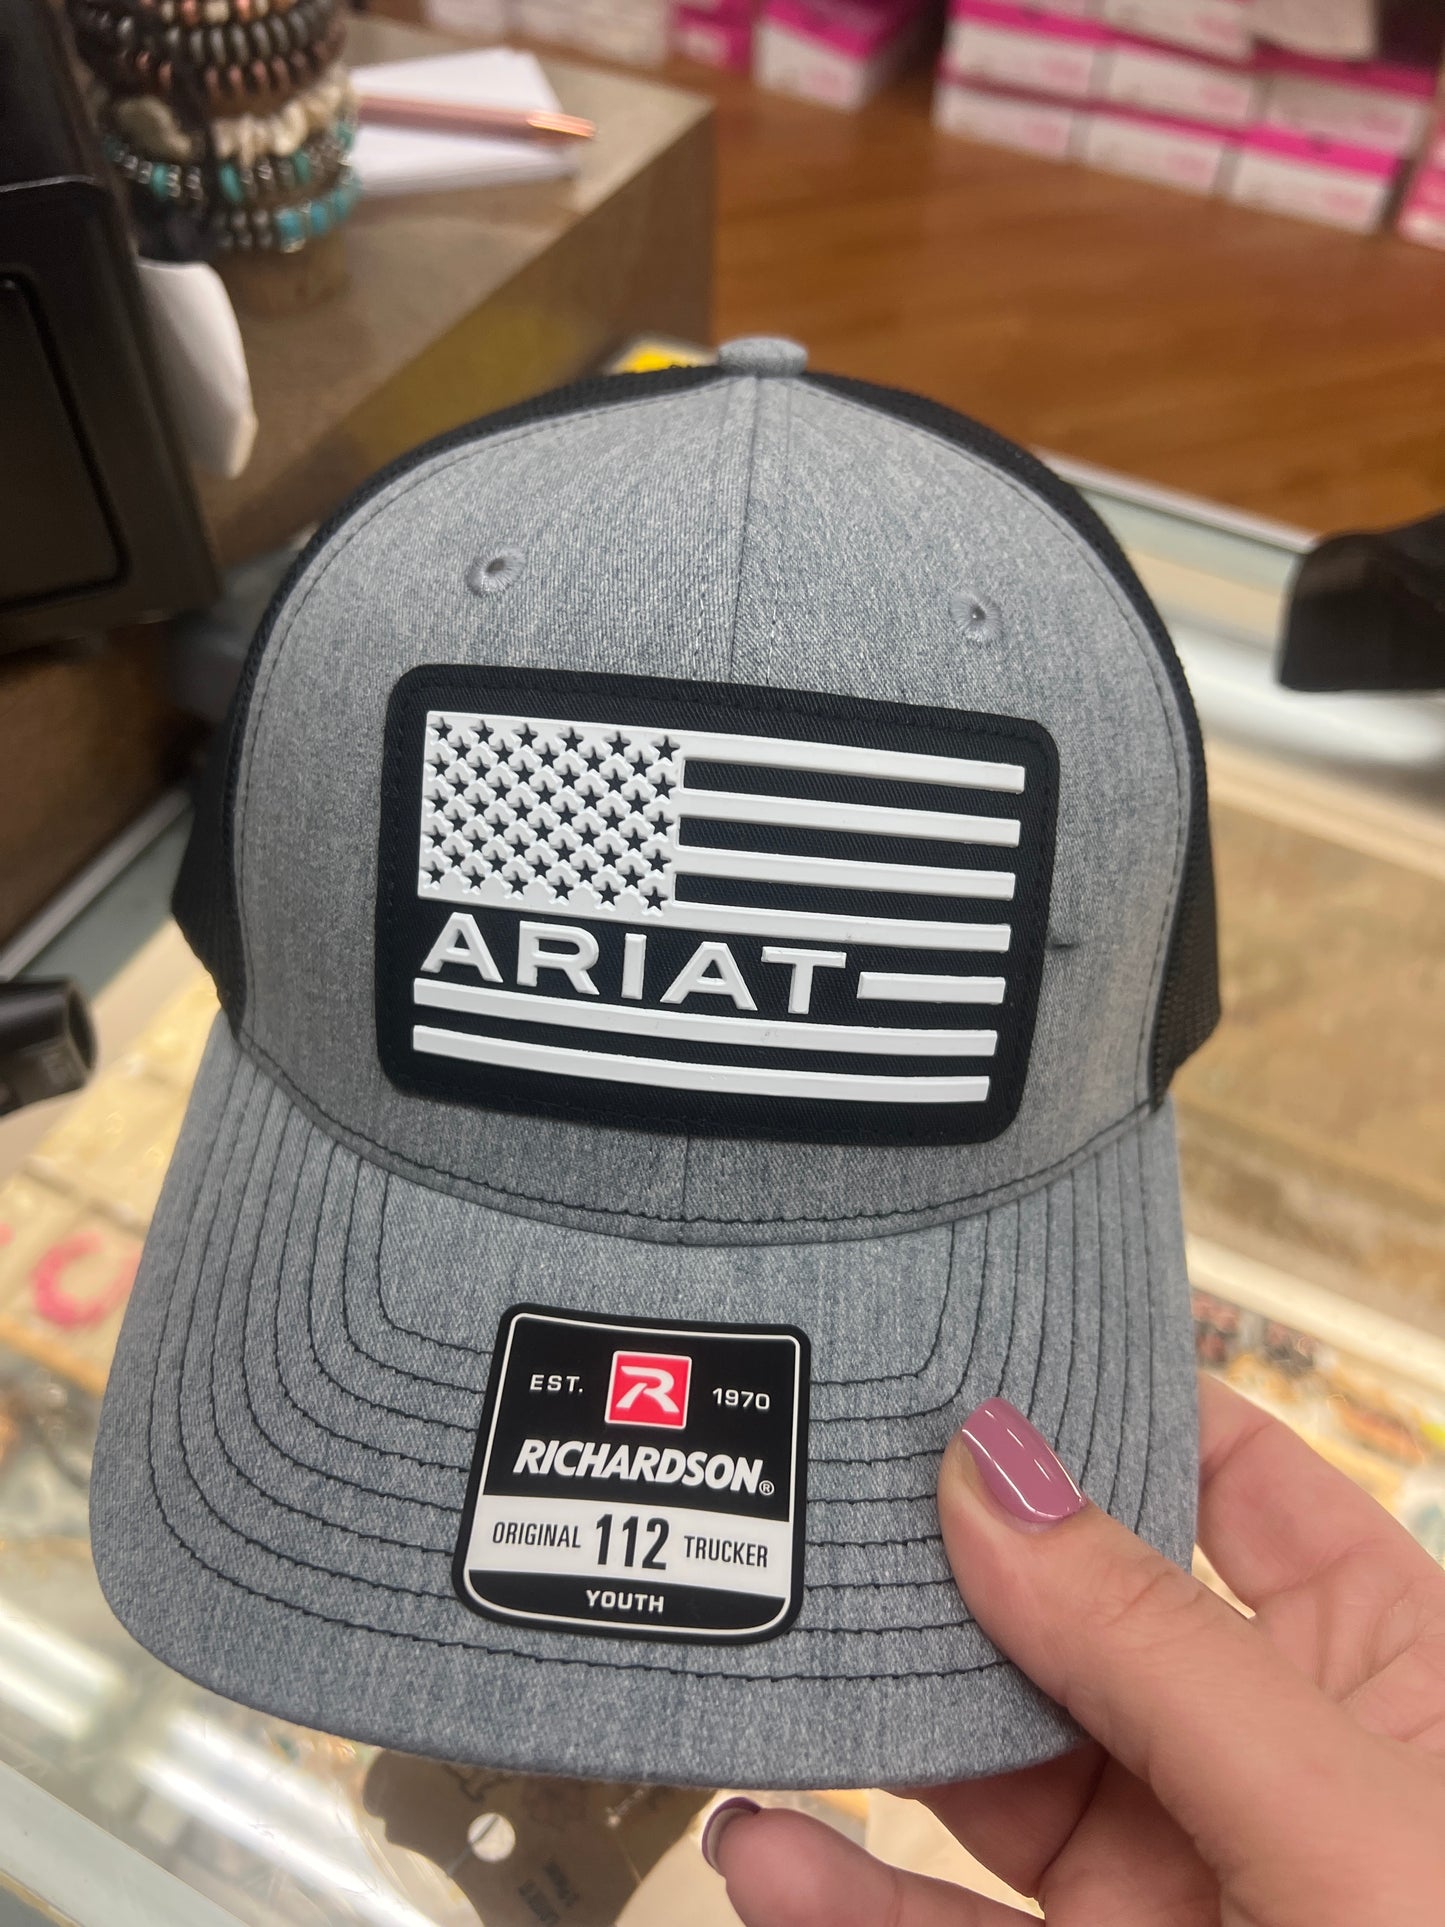 ARIAT
EST. R 1970
RICHARDSON®
ORIGINAL 112 TRUCKER
YOUTH